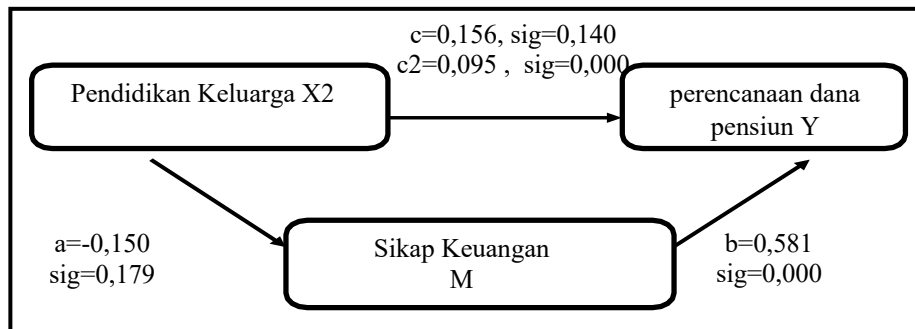 c=0,156, sig=0,140
c2=0,095 , sig=0,000
Pendidikan Keluarga X2
perencanaan dana
pensiun Y
a=-0,150
sig=0,179
Sikap Keuangan
M
b=0,581
sig=0,000